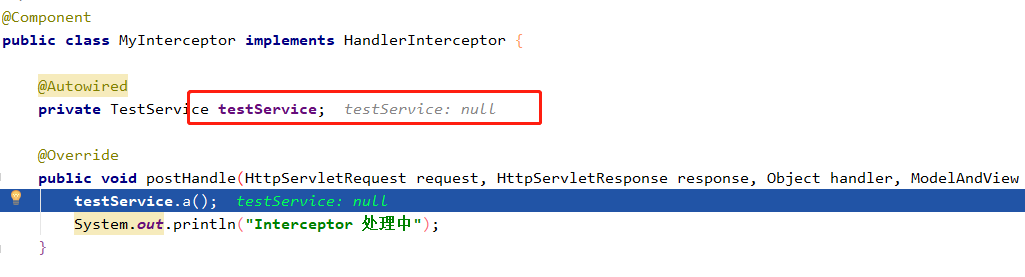 @Component
public class MyInterceptor implements HandlerInterceptor {
@Autowired
private TestService testService;  testService: null
@Override
public void postHandle(HttpServletRequest request, HttpServletResponse response, Object handler, ModelAndView
testService.a();  testService: null
System.out.println("Interceptor 处理中");
}